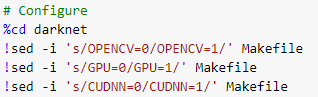 # Configure
%cd darknet
!sed -i 's/OPENCV=0/OPENCV=1/' Makefile
!sed -i 's/GPU=0/GPU=1/' Makefile
!sed -i 's/CUDNN=0/CUDNN=1/' Makefile